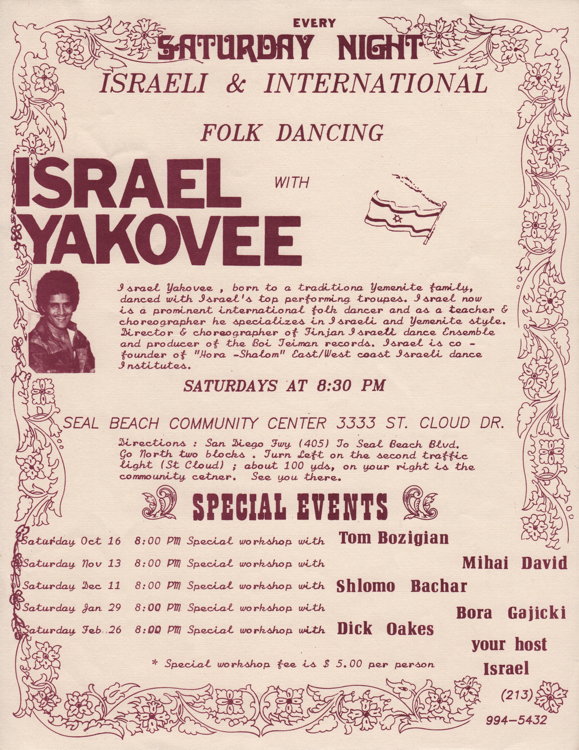 EVERY
SATURDAY NIGHT
ISRAELI & INTERNATIONAL
FOLK DANCING
ISRAEL
WITH
YAKOVEE
Israel Yakovee , born to a traditiona Yemenite family,
danced with Israel's top performing troupes. Israel now
is a prominent international folk dancer and as a teacher &
choreographer he specializes in Israeli and Yemenite style.
Director & choreographer of Finjan Israeli dance Ensemble
and producer of the Boi Teiman records. Israel is co -
founder of "Hora -Shalom" East/West coast Israeli dance
Institutes.
SATURDAYS AT 8:30 PM
SEAL BEACH COMMUNITY CENTER 3333 ST. CLOUD DR.
Directions : San Diego Fwy (405) To Seal Beach Blvd.
Go North two blocks . Turn Left on the second traffic
light (St Cloud) ; about 100 yds, on your right is the
community cetner. See you there.
SPECIAL EVENTS
Saturday Oct 16 8:00 PM Special workshop with Tom Bozigian
Saturday Nov 13 8:00 PM Special workshop with Mihai David
Saturday Dec 11 8:00 PM Special workshop with Shlomo Bachar
Saturday Jan 29 8:00 PM Special workshop with Bora Gajicki
Saturday Feb 26 8:00 PM Special workshop with Dick Oakes
your host
* Special workshop fee is $ 5.00 per person
Israel
(213)
994-5432